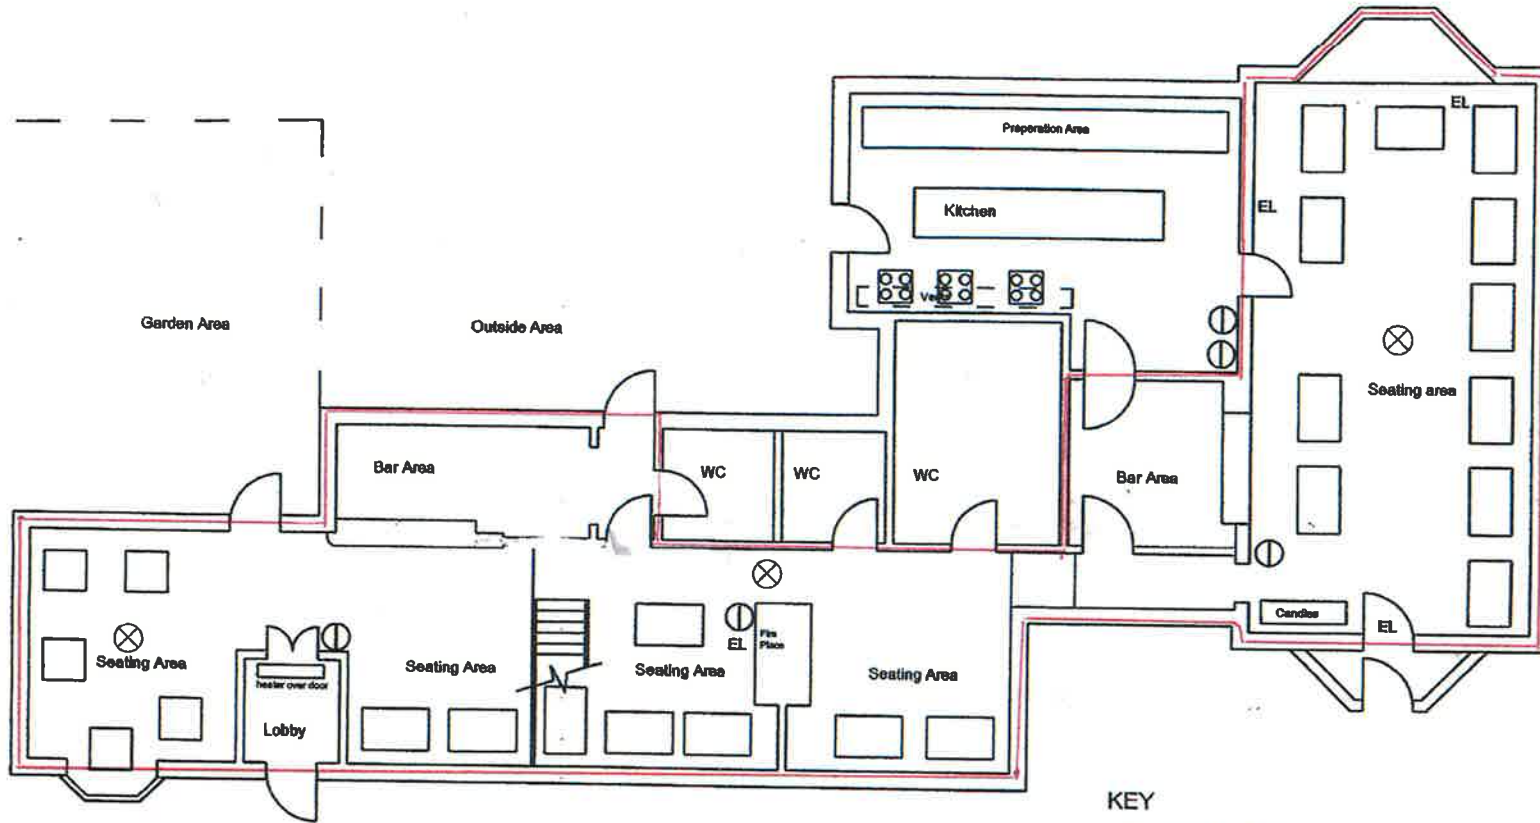 EL
Preparation Area
EL
Kitchen
Vent
Garden Area
Outside Area
Seating area
Bar Area
WC
WC
WC
Bar Area
Candles
EL
Fire
Place
EL
Seating Area
Seating Area
Seating Area
Seating Area
heater over door
Lobby
KEY